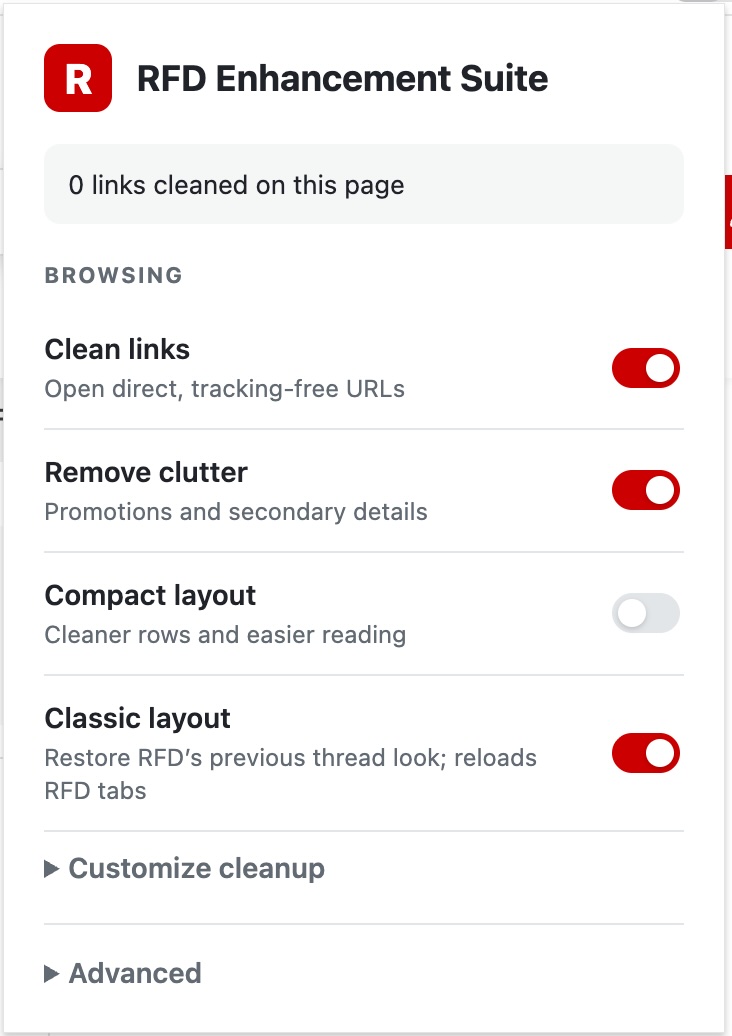 R
RFD Enhancement Suite
0 links cleaned on this page
BROWSING
Clean links
Open direct, tracking-free URLs
Remove clutter
Promotions and secondary details
Compact layout
Cleaner rows and easier reading
Classic layout
Restore RFD’s previous thread look; reloads
RFD tabs
Customize cleanup
Advanced